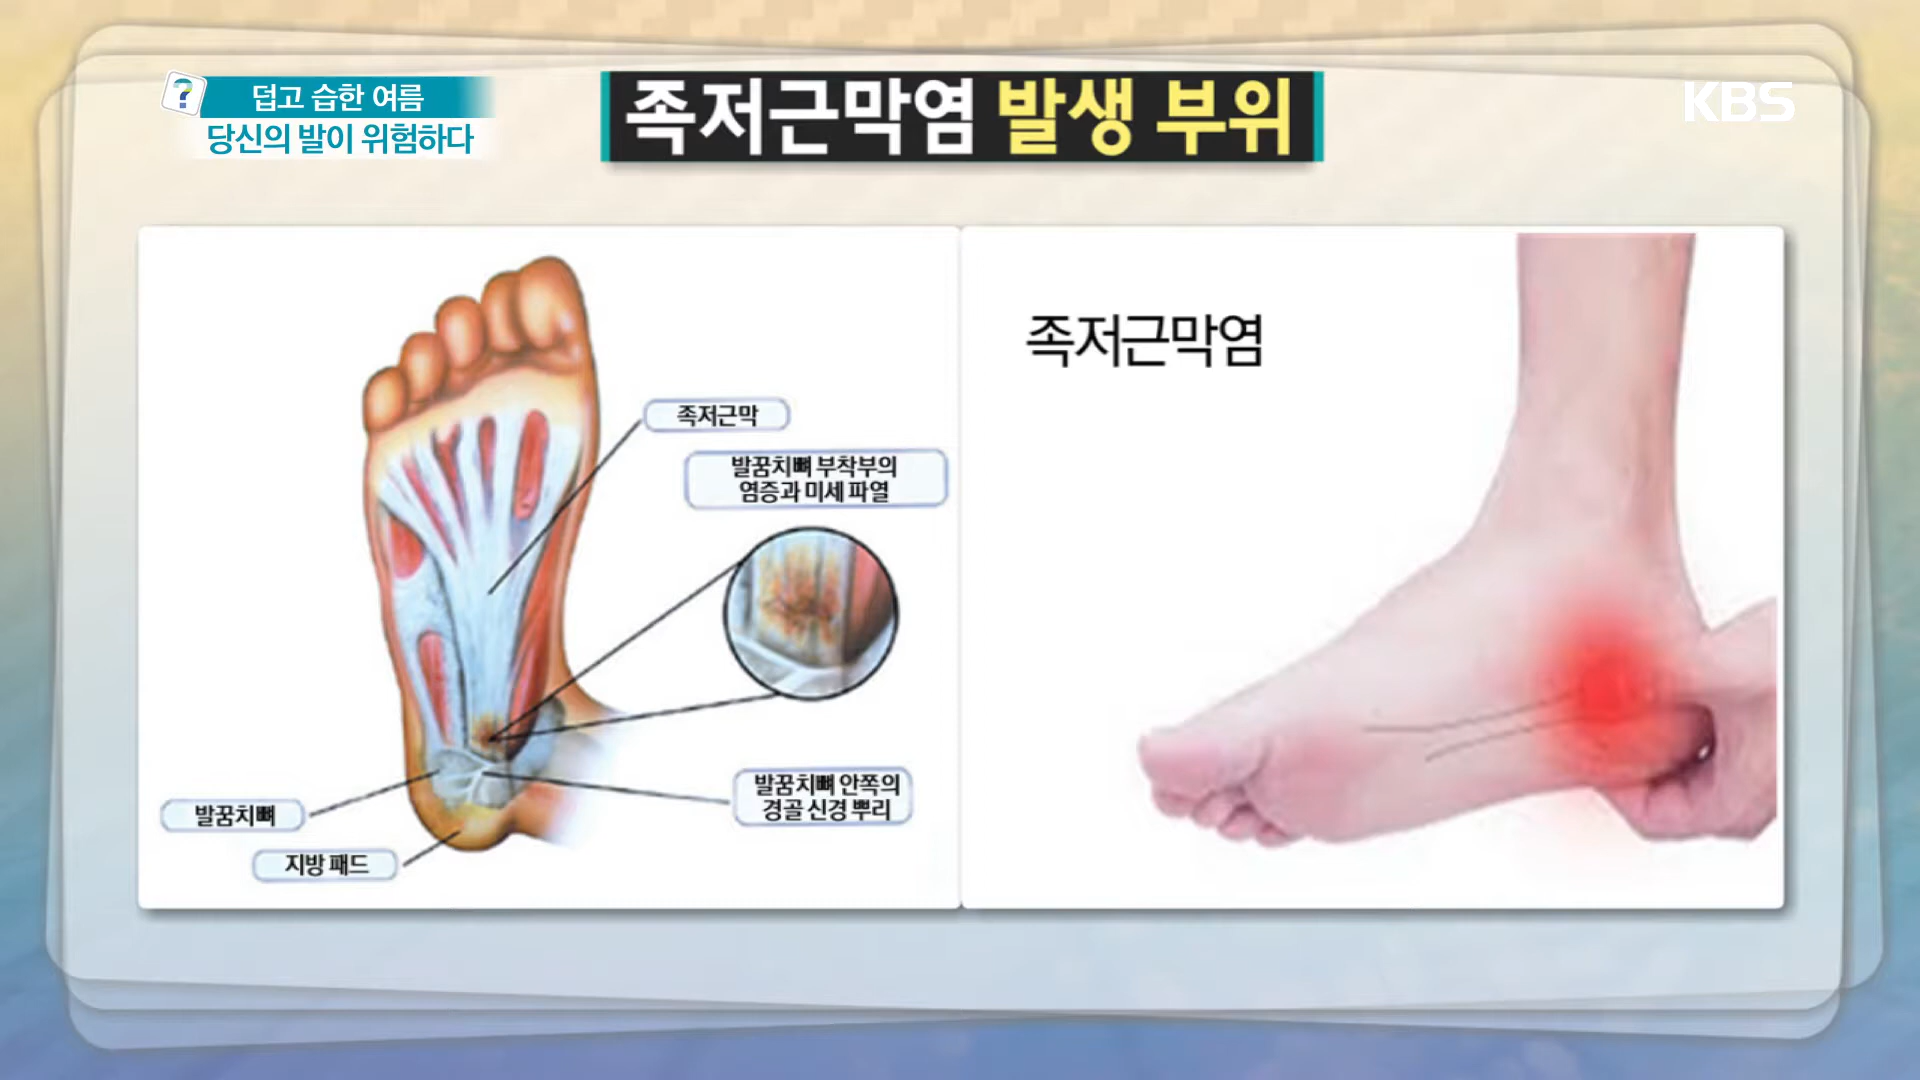 ?
덥고 습한 여름
당신의 발이 위험하다
족저근막염 발생 부위
KBS
족저근막
발꿈치뼈 부착부의
염증과 미세 파열
발꿈치뼈
지방 패드
발꿈치뼈 안쪽의
경골 신경 뿌리
족저근막염